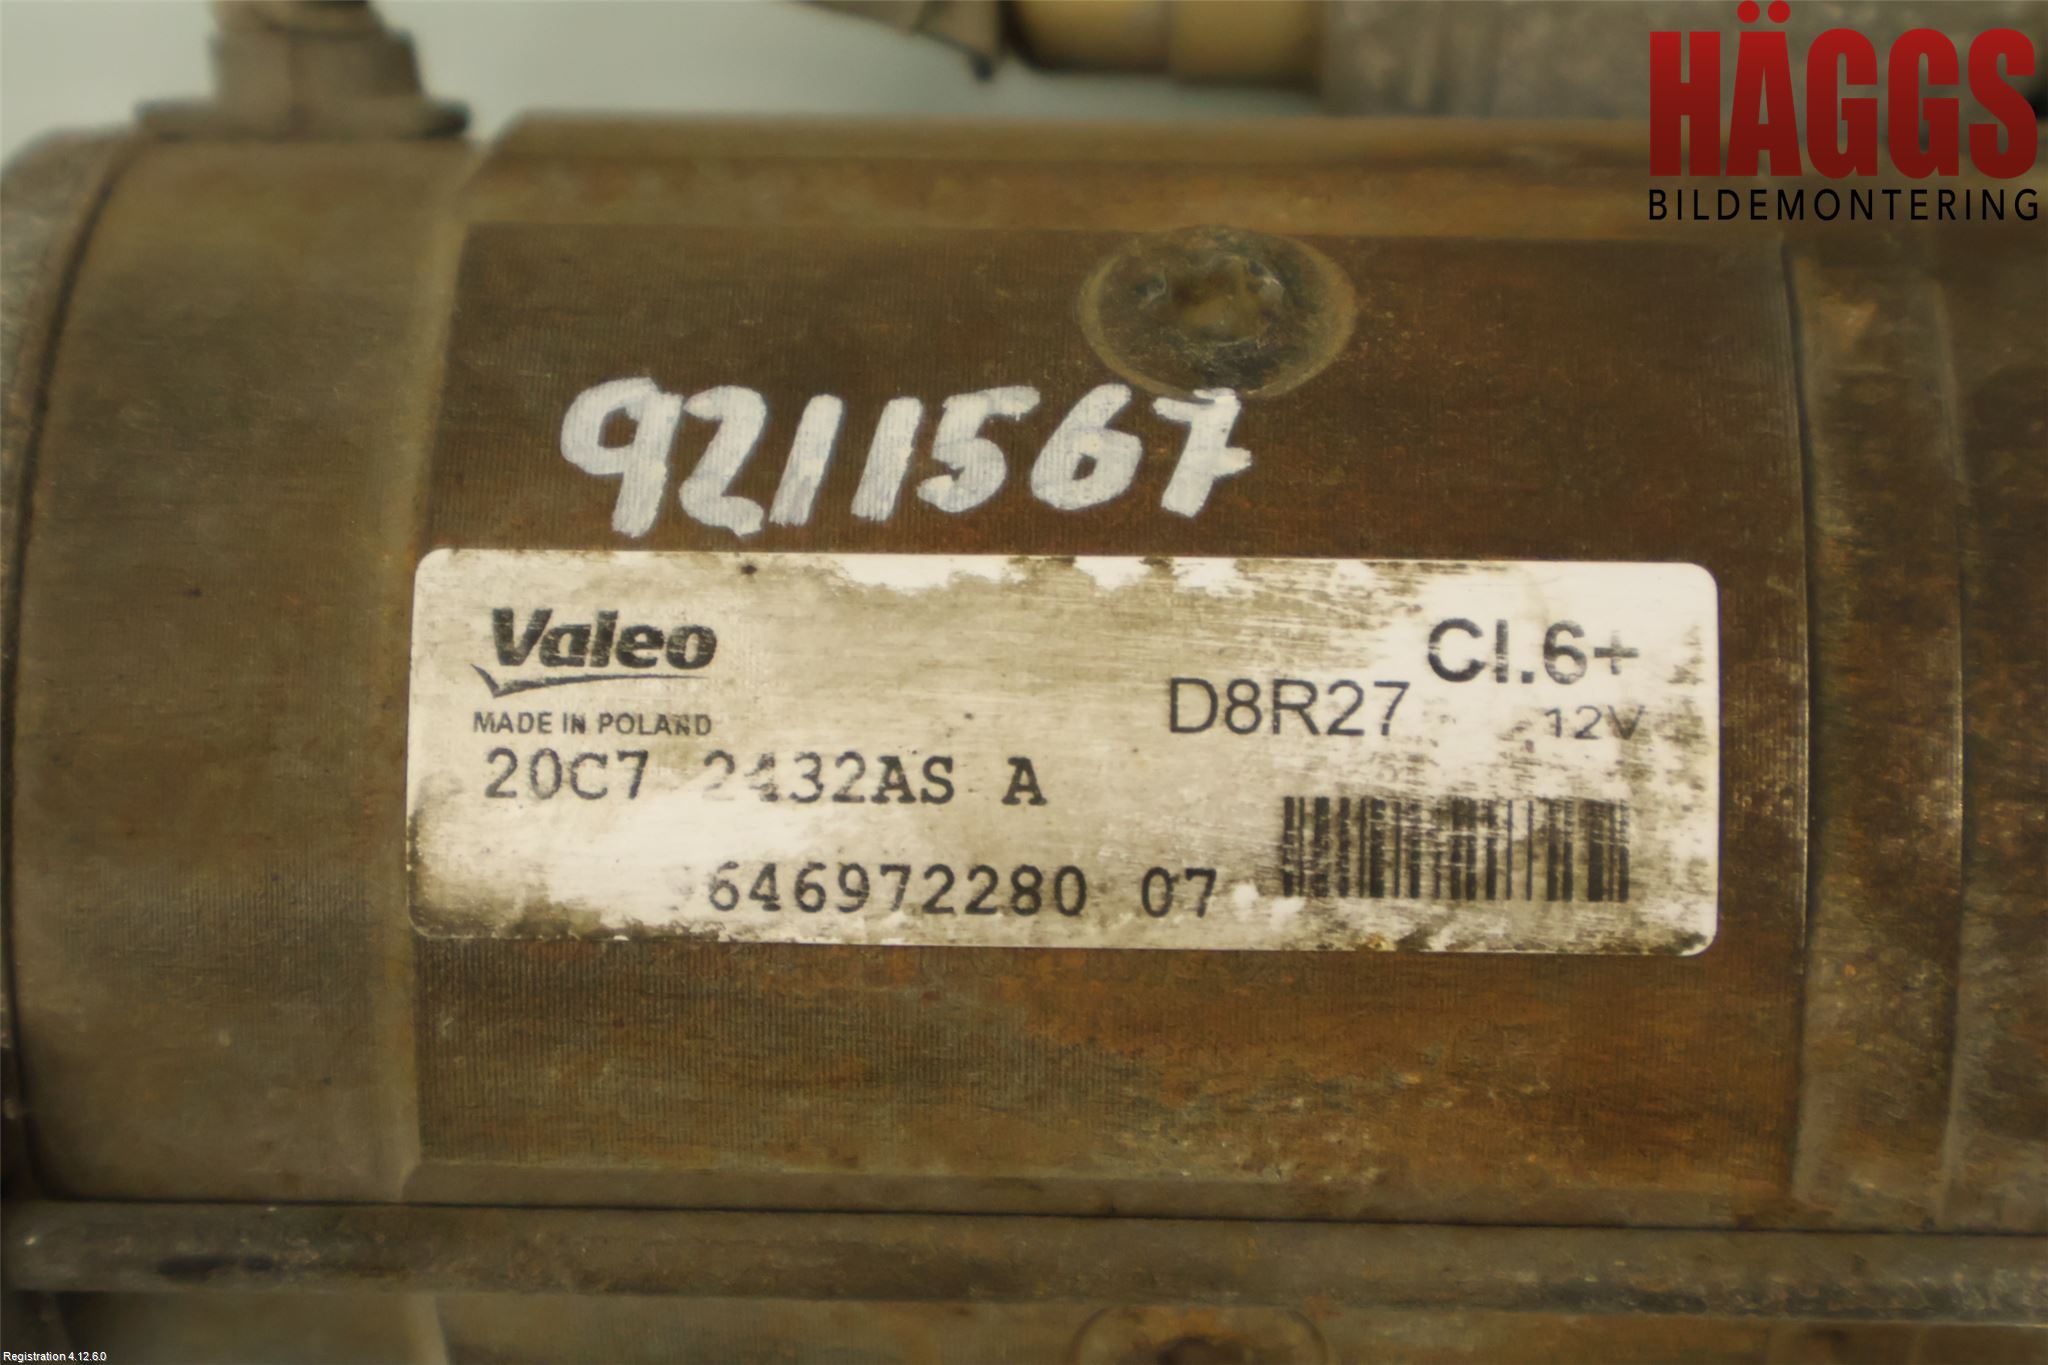 HÄGGS
BILDEMONTERING
9211567
Valeo
MADE IN POLAND
Cl.6+
D8R27
12V
20C7 2432AS A
9646972280 07
Registration 4.12.6.0